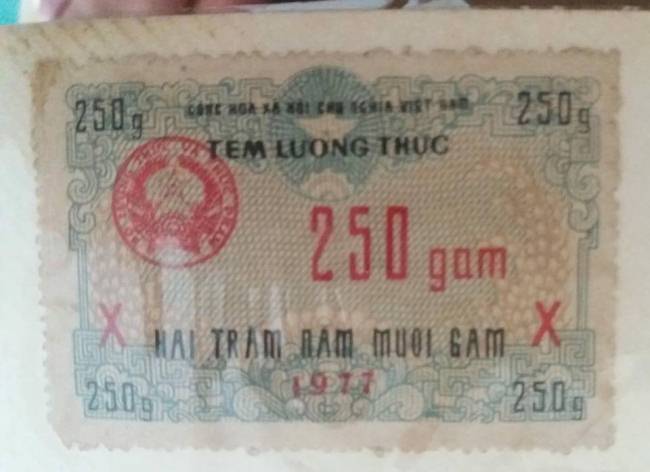 CỘNG HÒA XÃ HỘI CHỦ NGHĨA VIỆT NAM
250g
250g
TEM LƯƠNG THỰC
250 gam
X
X
HAI TRĂM NĂM MƯƠI GAM
1977
250g
250g